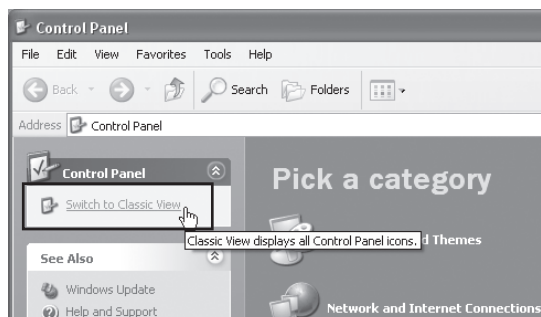 Control Panel
File Edit View Favorites Tools Help
Back Search Folders
Address Control Panel
Control Panel
Switch to Classic View
Classic View displays all Control Panel icons.
See Also
Windows Update
Help and Support
Pick a category
d Themes
Network and Internet Connections